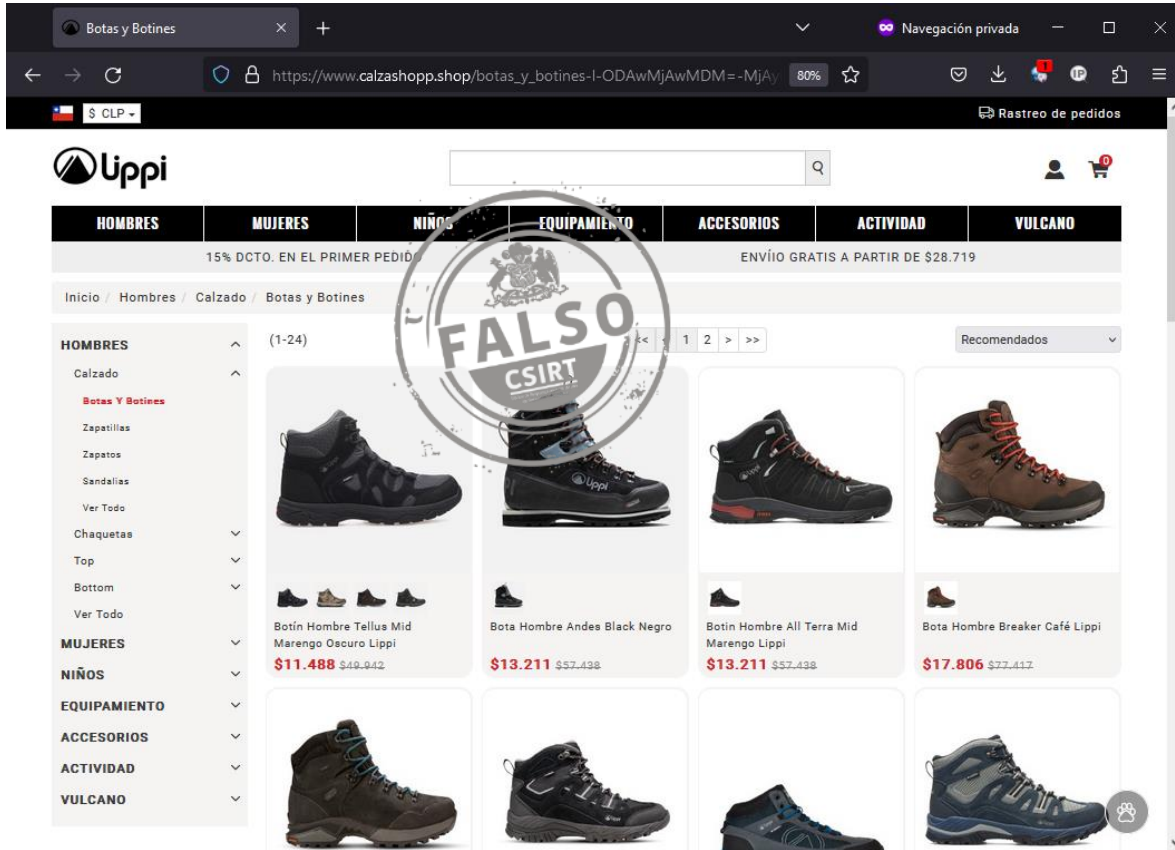 Botas y Botines
Navegación privada
https://www.calzashopp.shop/botas_y_botines-l-ODAwMjAwMDM=-MjAy
80%
1
$ CLP
Rastreo de pedidos
Lippi
0
HOMBRES MUJERES NIÑOS EQUIPAMIENTO ACCESORIOS ACTIVIDAD VULCANO
15% DCTO. EN EL PRIMER PEDIDO ENVÍIO GRATIS A PARTIR DE $28.719
Inicio / Hombres / Calzado / Botas y Botines
FALSO
CSIRT
HOMBRES
Calzado
Botas Y Botines
Zapatillas
Zapatos
Sandalias
Ver Todo
Chaquetas
Top
Bottom
Ver Todo
MUJERES
NIÑOS
EQUIPAMIENTO
ACCESORIOS
ACTIVIDAD
VULCANO
(1-24)
<< < 1 2 > >>
Recomendados
Botín Hombre Tellus Mid
Marengo Oscuro Lippi
$11.488 $49.942
Bota Hombre Andes Black Negro
$13.211 $57.438
Botin Hombre All Terra Mid
Marengo Lippi
$13.211 $57.438
Bota Hombre Breaker Café Lippi
$17.806 $77.417